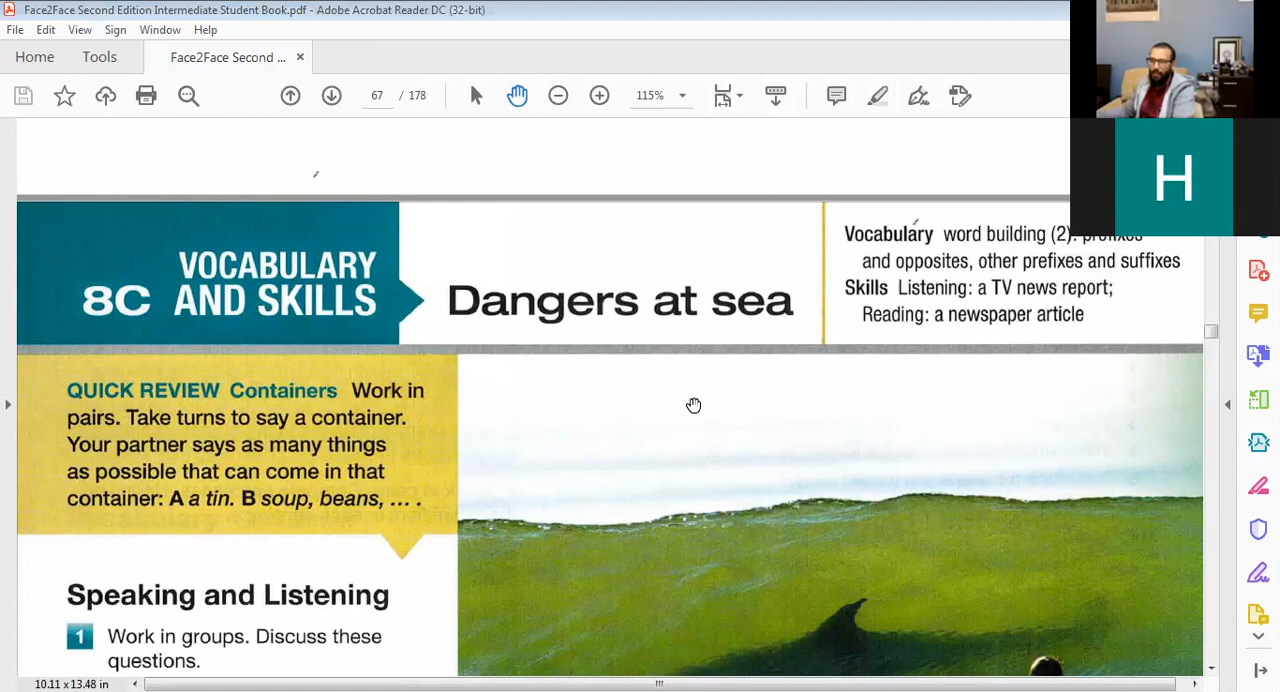 Face2Face Second Edition Intermediate Student Book.pdf - Adobe Acrobat Reader DC (32-bit)
File Edit View Sign Window Help
Home Tools Face2Face Second ... ×
67 / 178 115%
H
8C VOCABULARY
AND SKILLS
Dangers at sea
Vocabulary word building (2): prefixes
and opposites, other prefixes and suffixes
Skills Listening: a TV news report;
Reading: a newspaper article
QUICK REVIEW Containers Work in
pairs. Take turns to say a container.
Your partner says as many things
as possible that can come in that
container: A a tin. B soup, beans, ... .
Speaking and Listening
1 Work in groups. Discuss these
questions.
10.11 x 13.48 in